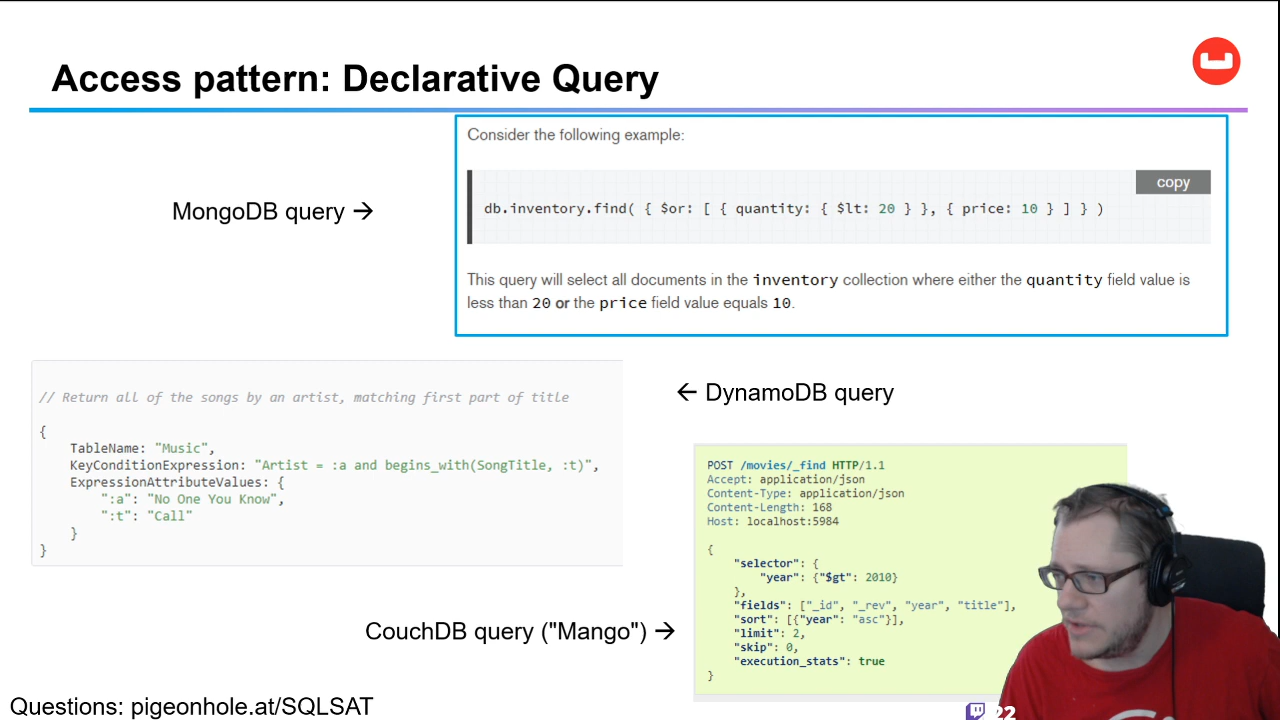 Access pattern: Declarative Query
Consider the following example:
copy
MongoDB query →
db.inventory.find( { $or: [ { quantity: { $lt: 20 } }, { price: 10 } ] } )
This query will select all documents in the inventory collection where either the quantity field value is
less than 20 or the price field value equals 10.
← DynamoDB query
// Return all of the songs by an artist, matching first part of title
{
TableName: "Music",
KeyConditionExpression: "Artist = :a and begins_with(SongTitle, :t)",
ExpressionAttributeValues: {
":a": "No One You Know",
":t": "Call"
}
}
CouchDB query ("Mango") →
POST /movies/_find HTTP/1.1
Accept: application/json
Content-Type: application/json
Content-Length: 168
Host: localhost:5984
{
"selector": {
"year": {"$gt": 2010}
},
"fields": ["_id", "_rev", "year", "title"],
"sort": [{"year": "asc"}],
"limit": 2,
"skip": 0,
"execution_stats": true
}
Questions: pigeonhole.at/SQLSAT
22